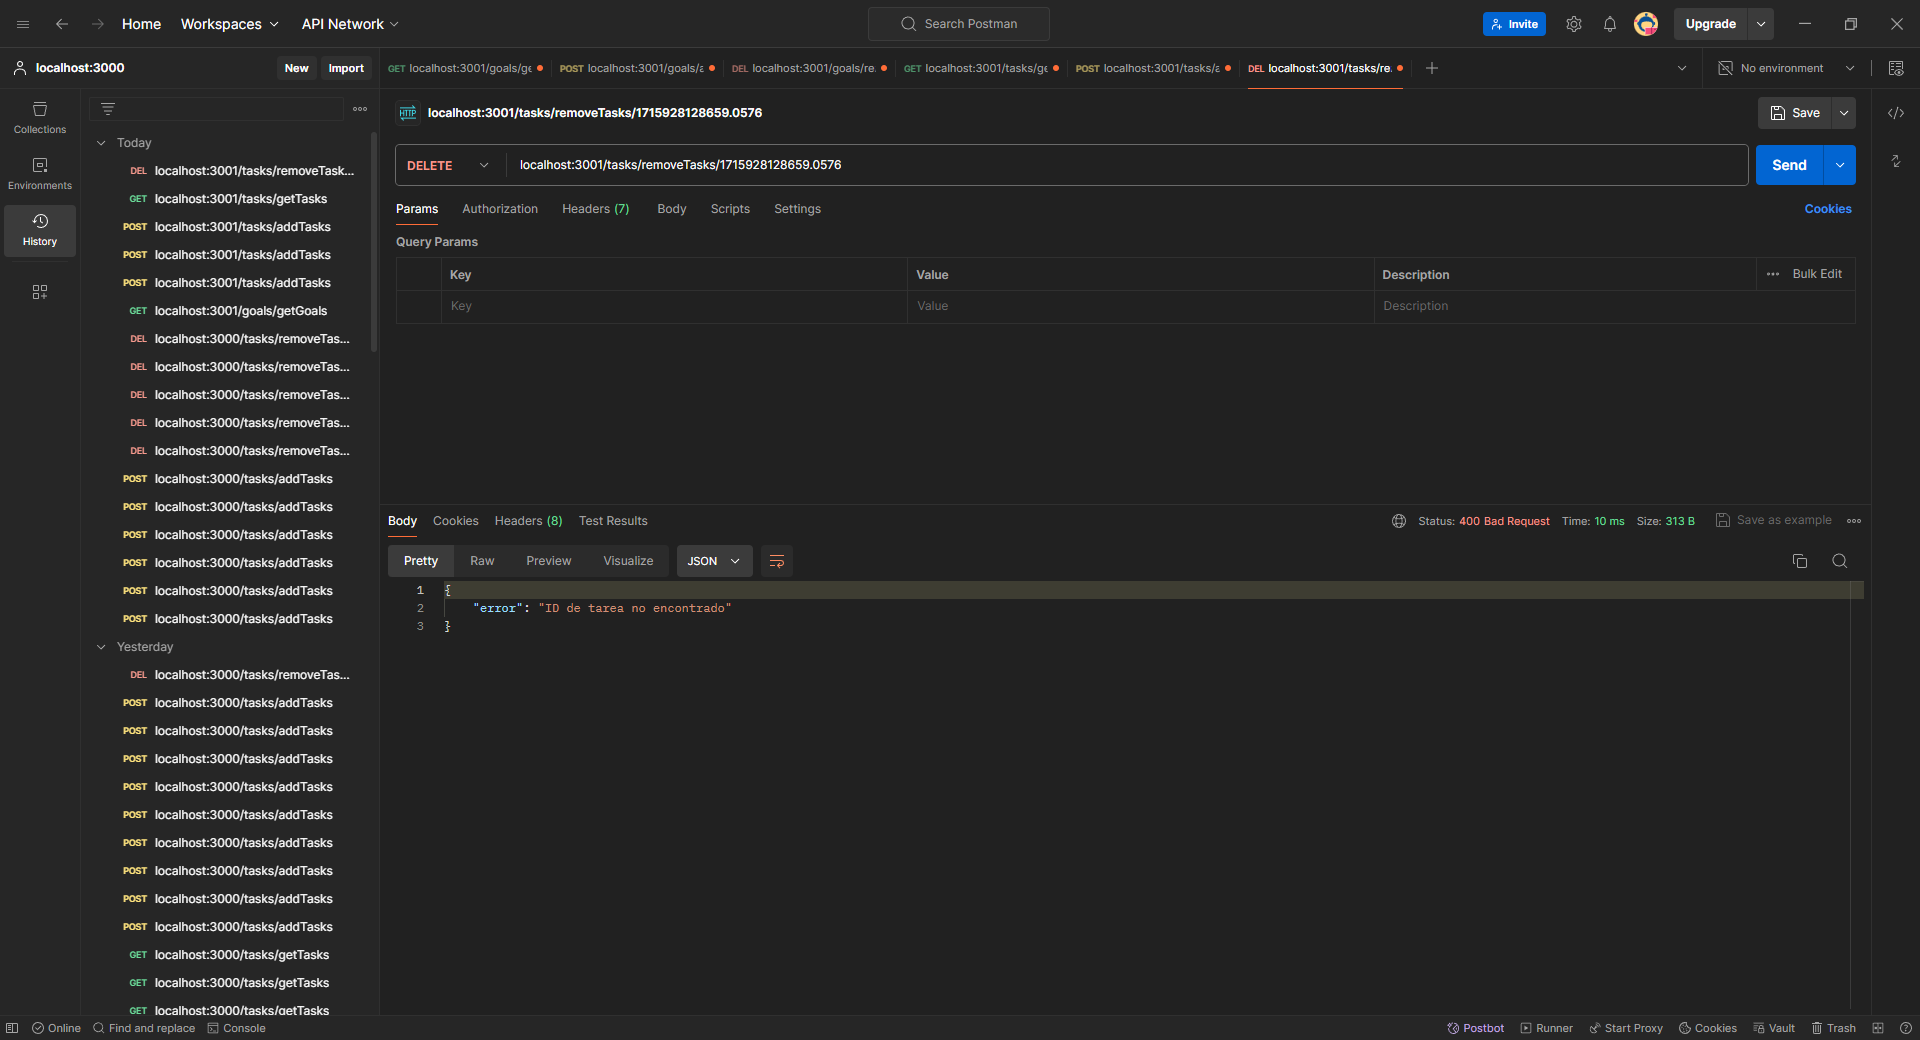 Home Workspaces API Network Search Postman Invite Upgrade
localhost:3000 New Import GET localhost:3001/goals/ge POST localhost:3001/goals/a DEL localhost:3001/goals/re GET localhost:3001/tasks/ge POST localhost:3001/tasks/a DEL localhost:3001/tasks/re No environment
Collections
Environments
History
Today
DEL localhost:3001/tasks/removeTask...
GET localhost:3001/tasks/getTasks
POST localhost:3001/tasks/addTasks
POST localhost:3001/tasks/addTasks
POST localhost:3001/tasks/addTasks
GET localhost:3001/goals/getGoals
DEL localhost:3000/tasks/removeTas...
DEL localhost:3000/tasks/removeTas...
DEL localhost:3000/tasks/removeTas...
DEL localhost:3000/tasks/removeTas...
DEL localhost:3000/tasks/removeTas...
POST localhost:3000/tasks/addTasks
POST localhost:3000/tasks/addTasks
POST localhost:3000/tasks/addTasks
POST localhost:3000/tasks/addTasks
POST localhost:3000/tasks/addTasks
POST localhost:3000/tasks/addTasks
Yesterday
DEL localhost:3000/tasks/removeTas...
POST localhost:3000/tasks/addTasks
POST localhost:3000/tasks/addTasks
POST localhost:3000/tasks/addTasks
POST localhost:3000/tasks/addTasks
POST localhost:3000/tasks/addTasks
POST localhost:3000/tasks/addTasks
POST localhost:3000/tasks/addTasks
POST localhost:3000/tasks/addTasks
POST localhost:3000/tasks/addTasks
GET localhost:3000/tasks/getTasks
GET localhost:3000/tasks/getTasks
GET localhost:3000/tasks/getTasks
HTTP localhost:3001/tasks/removeTasks/1715928128659.0576 Save
DELETE localhost:3001/tasks/removeTasks/1715928128659.0576 Send
Params Authorization Headers (7) Body Scripts Settings Cookies
Query Params
Key Value Description Bulk Edit
Key Value Description
Body Cookies Headers (8) Test Results Status: 400 Bad Request Time: 10 ms Size: 313 B Save as example
Pretty Raw Preview Visualize JSON
1 {
2 "error": "ID de tarea no encontrado"
3 }
Online Find and replace Console Postbot Runner Start Proxy Cookies Vault Trash